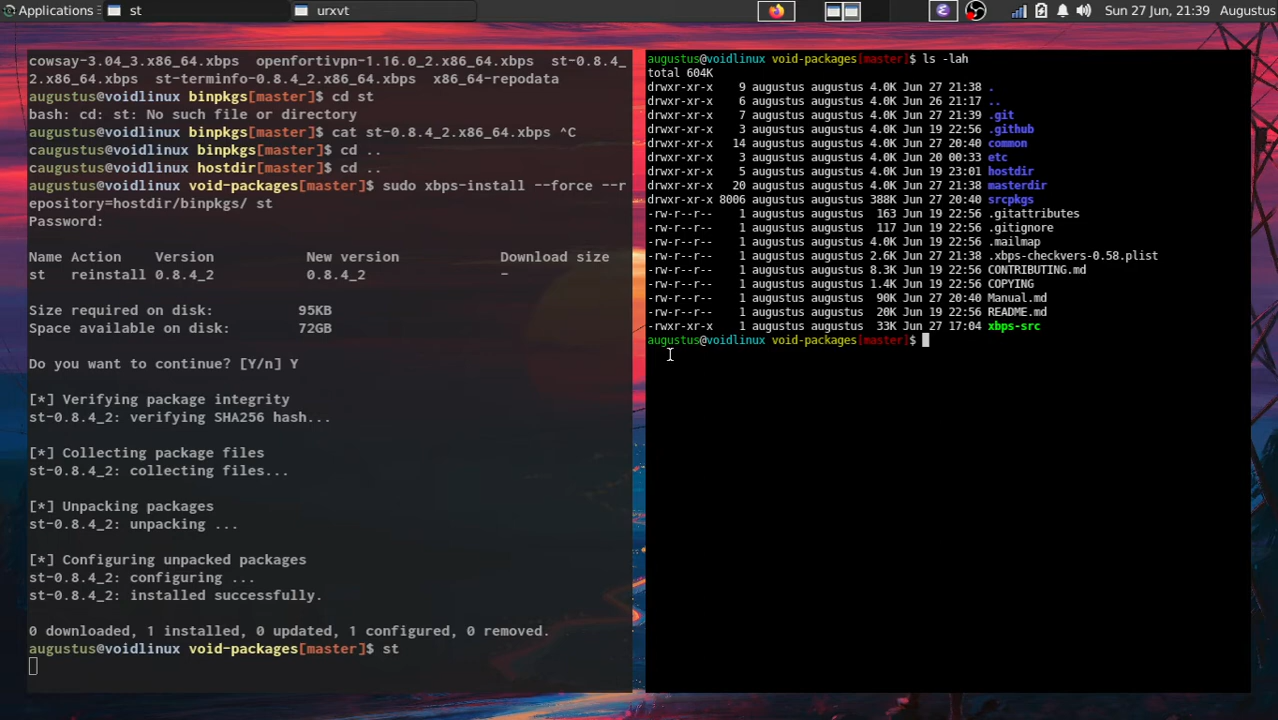 Applications st urxvt Sun 27 Jun, 21:39 Augustus
cowsay-3.04_3.x86_64.xbps openfortivpn-1.16.0_2.x86_64.xbps st-0.8.4_
2.x86_64.xbps st-terminfo-0.8.4_2.x86_64.xbps x86_64-repodata
augustus@voidlinux binpkgs[master]$ cd st
bash: cd: st: No such file or directory
augustus@voidlinux binpkgs[master]$ cat st-0.8.4_2.x86_64.xbps ^C
caugustus@voidlinux binpkgs[master]$ cd ..
caugustus@voidlinux hostdir[master]$ cd ..
augustus@voidlinux void-packages[master]$ sudo xbps-install --force --r
epository=hostdir/binpkgs/ st
Password:
Name Action Version New version Download size
st reinstall 0.8.4_2 0.8.4_2 -
Size required on disk: 95KB
Space available on disk: 72GB
Do you want to continue? [Y/n] Y
[*] Verifying package integrity
st-0.8.4_2: verifying SHA256 hash...
[*] Collecting package files
st-0.8.4_2: collecting files...
[*] Unpacking packages
st-0.8.4_2: unpacking ...
[*] Configuring unpacked packages
st-0.8.4_2: configuring ...
st-0.8.4_2: installed successfully.
0 downloaded, 1 installed, 0 updated, 1 configured, 0 removed.
augustus@voidlinux void-packages[master]$ st
augustus@voidlinux void-packages[master]$ ls -lah
total 604K
drwxr-xr-x 9 augustus augustus 4.0K Jun 27 21:38 .
drwxr-xr-x 6 augustus augustus 4.0K Jun 26 21:17 ..
drwxr-xr-x 7 augustus augustus 4.0K Jun 27 21:39 .git
drwxr-xr-x 3 augustus augustus 4.0K Jun 19 22:56 .github
drwxr-xr-x 14 augustus augustus 4.0K Jun 27 20:40 common
drwxr-xr-x 3 augustus augustus 4.0K Jun 20 00:33 etc
drwxr-xr-x 5 augustus augustus 4.0K Jun 19 23:01 hostdir
drwxr-xr-x 20 augustus augustus 4.0K Jun 27 21:38 masterdir
drwxr-xr-x 8006 augustus augustus 388K Jun 27 20:40 srcpkgs
-rw-r--r-- 1 augustus augustus 163 Jun 19 22:56 .gitattributes
-rw-r--r-- 1 augustus augustus 117 Jun 19 22:56 .gitignore
-rw-r--r-- 1 augustus augustus 4.0K Jun 19 22:56 .mailmap
-rw-r--r-- 1 augustus augustus 2.6K Jun 27 21:38 .xbps-checkvers-0.58.plist
-rw-r--r-- 1 augustus augustus 8.3K Jun 19 22:56 CONTRIBUTING.md
-rw-r--r-- 1 augustus augustus 1.4K Jun 19 22:56 COPYING
-rw-r--r-- 1 augustus augustus 90K Jun 27 20:40 Manual.md
-rw-r--r-- 1 augustus augustus 20K Jun 19 22:56 README.md
-rwxr-xr-x 1 augustus augustus 33K Jun 27 17:04 xbps-src
augustus@voidlinux void-packages[master]$